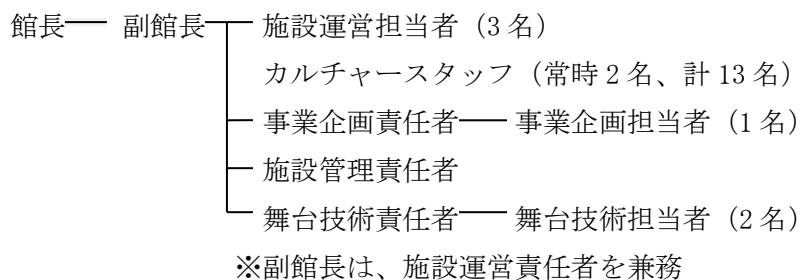 館長 副館長 施設運営担当者（3名）
カルチャースタッフ（常時2名、計13名）
事業企画責任者 事業企画担当者（1名）
施設管理責任者
舞台技術責任者 舞台技術担当者（2名）
※副館長は、施設運営責任者を兼務